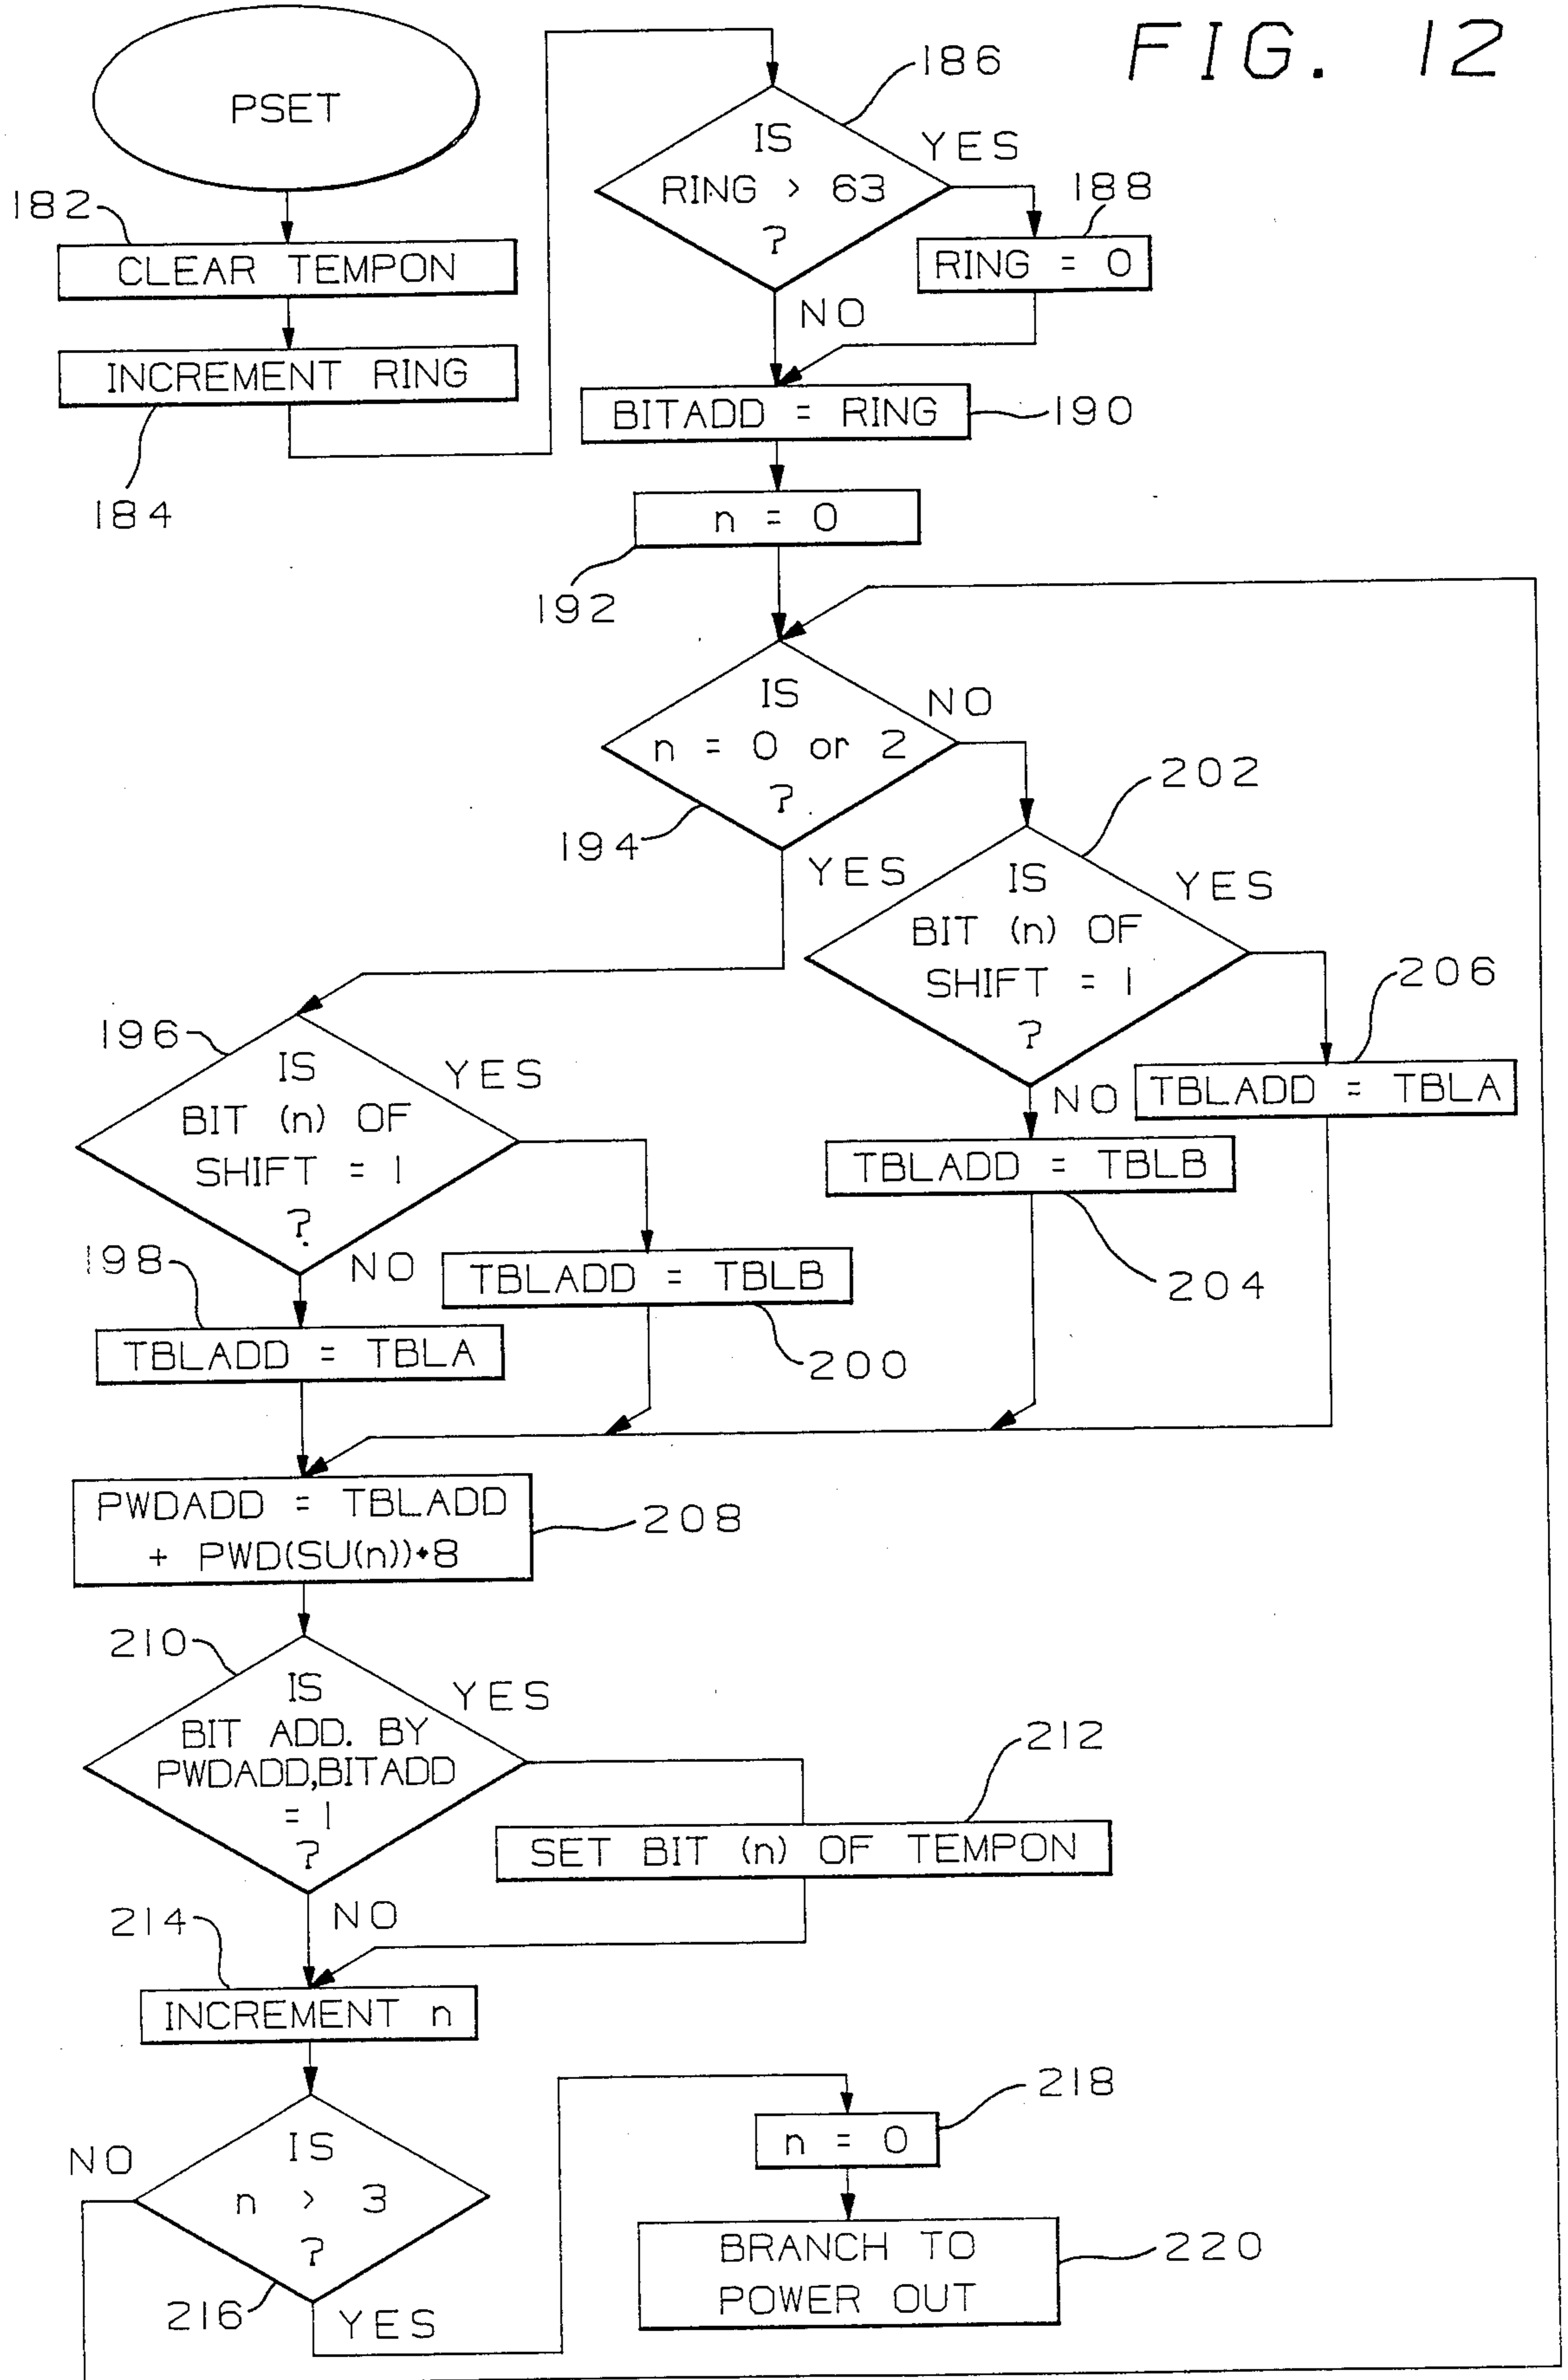 FIG. 12
PSET
182
CLEAR TEMPON
INCREMENT RING
184
186
IS
RING > 63
?
YES
188
RING = 0
NO
BITADD = RING
190
n = 0
192
IS
n = 0 or 2
?
NO
194
YES
202
IS
BIT (n) OF
SHIFT = 1
?
YES
206
TBLADD = TBLA
NO
TBLADD = TBLB
204
196
IS
BIT (n) OF
SHIFT = 1
?
YES
NO
TBLADD = TBLB
200
198
TBLADD = TBLA
PWDADD = TBLADD
+ PWD(SU(n))*8
208
210
IS
BIT ADD. BY
PWDADD,BITADD
= 1
?
YES
212
SET BIT (n) OF TEMPON
NO
214
INCREMENT n
IS
n > 3
?
NO
216
YES
218
n = 0
BRANCH TO
POWER OUT
220